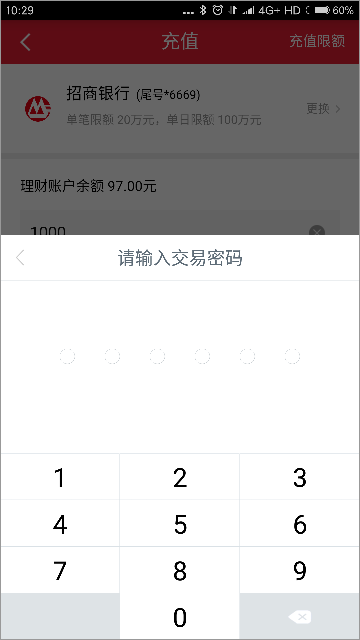 10:29 ... 4G+ HD 60%
充值 充值限额
招商银行 (尾号*6669)
单笔限额 20万元，单日限额 100万元
更换
理财账户余额 97.00元
1000
请输入交易密码
1 2 3
4 5 6
7 8 9
0